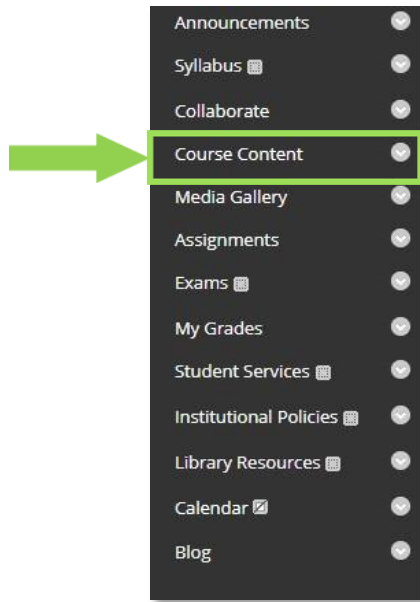 Announcements
Syllabus
Collaborate
Course Content
Media Gallery
Assignments
Exams
My Grades
Student Services
Institutional Policies
Library Resources
Calendar
Blog